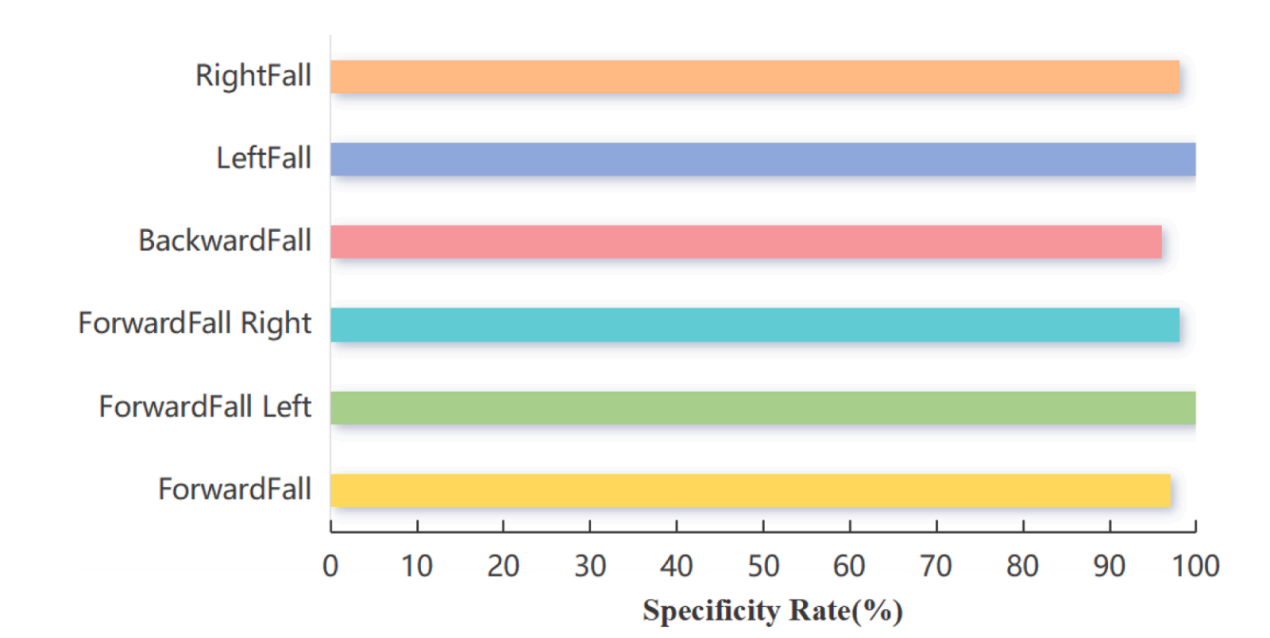 RightFall
LeftFall
BackwardFall
ForwardFall Right
ForwardFall Left
ForwardFall
0 10 20 30 40 50 60 70 80 90 100
Specificity Rate(%)